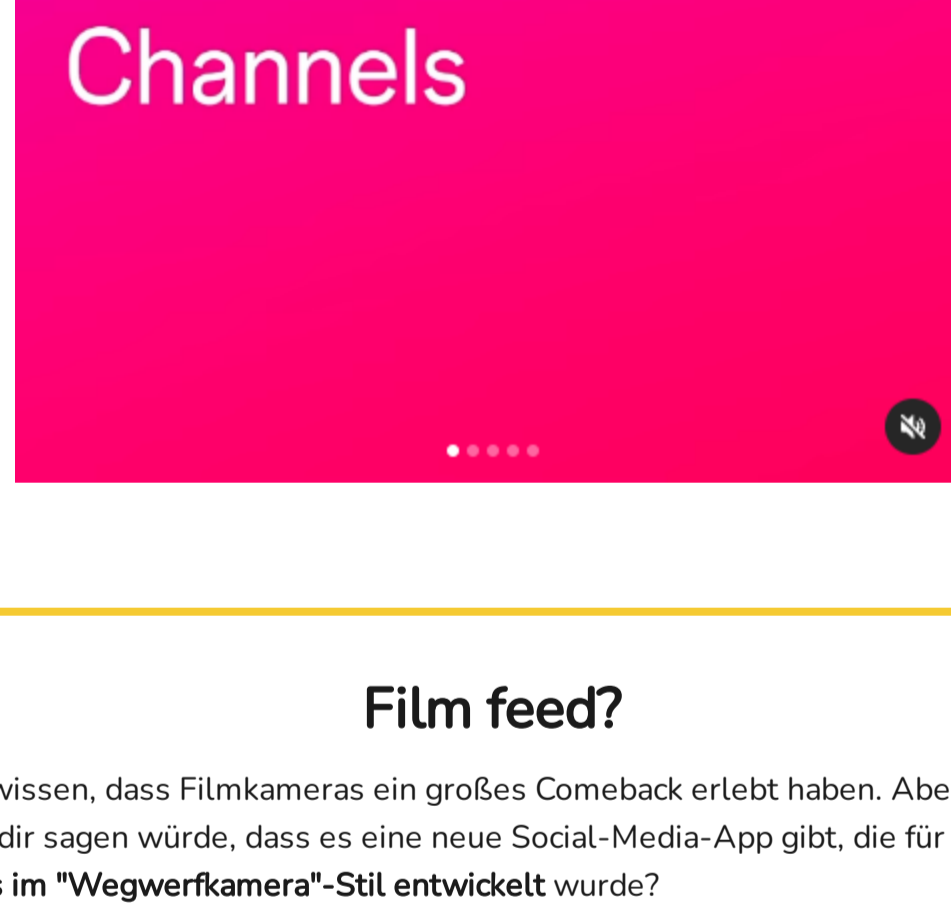 Channels
Film feed?
wissen, dass Filmkameras ein großes Comeback erlebt haben. Abe
dir sagen würde, dass es eine neue Social-Media-App gibt, die für
s im "Wegwerfkamera"-Stil entwickelt wurde?